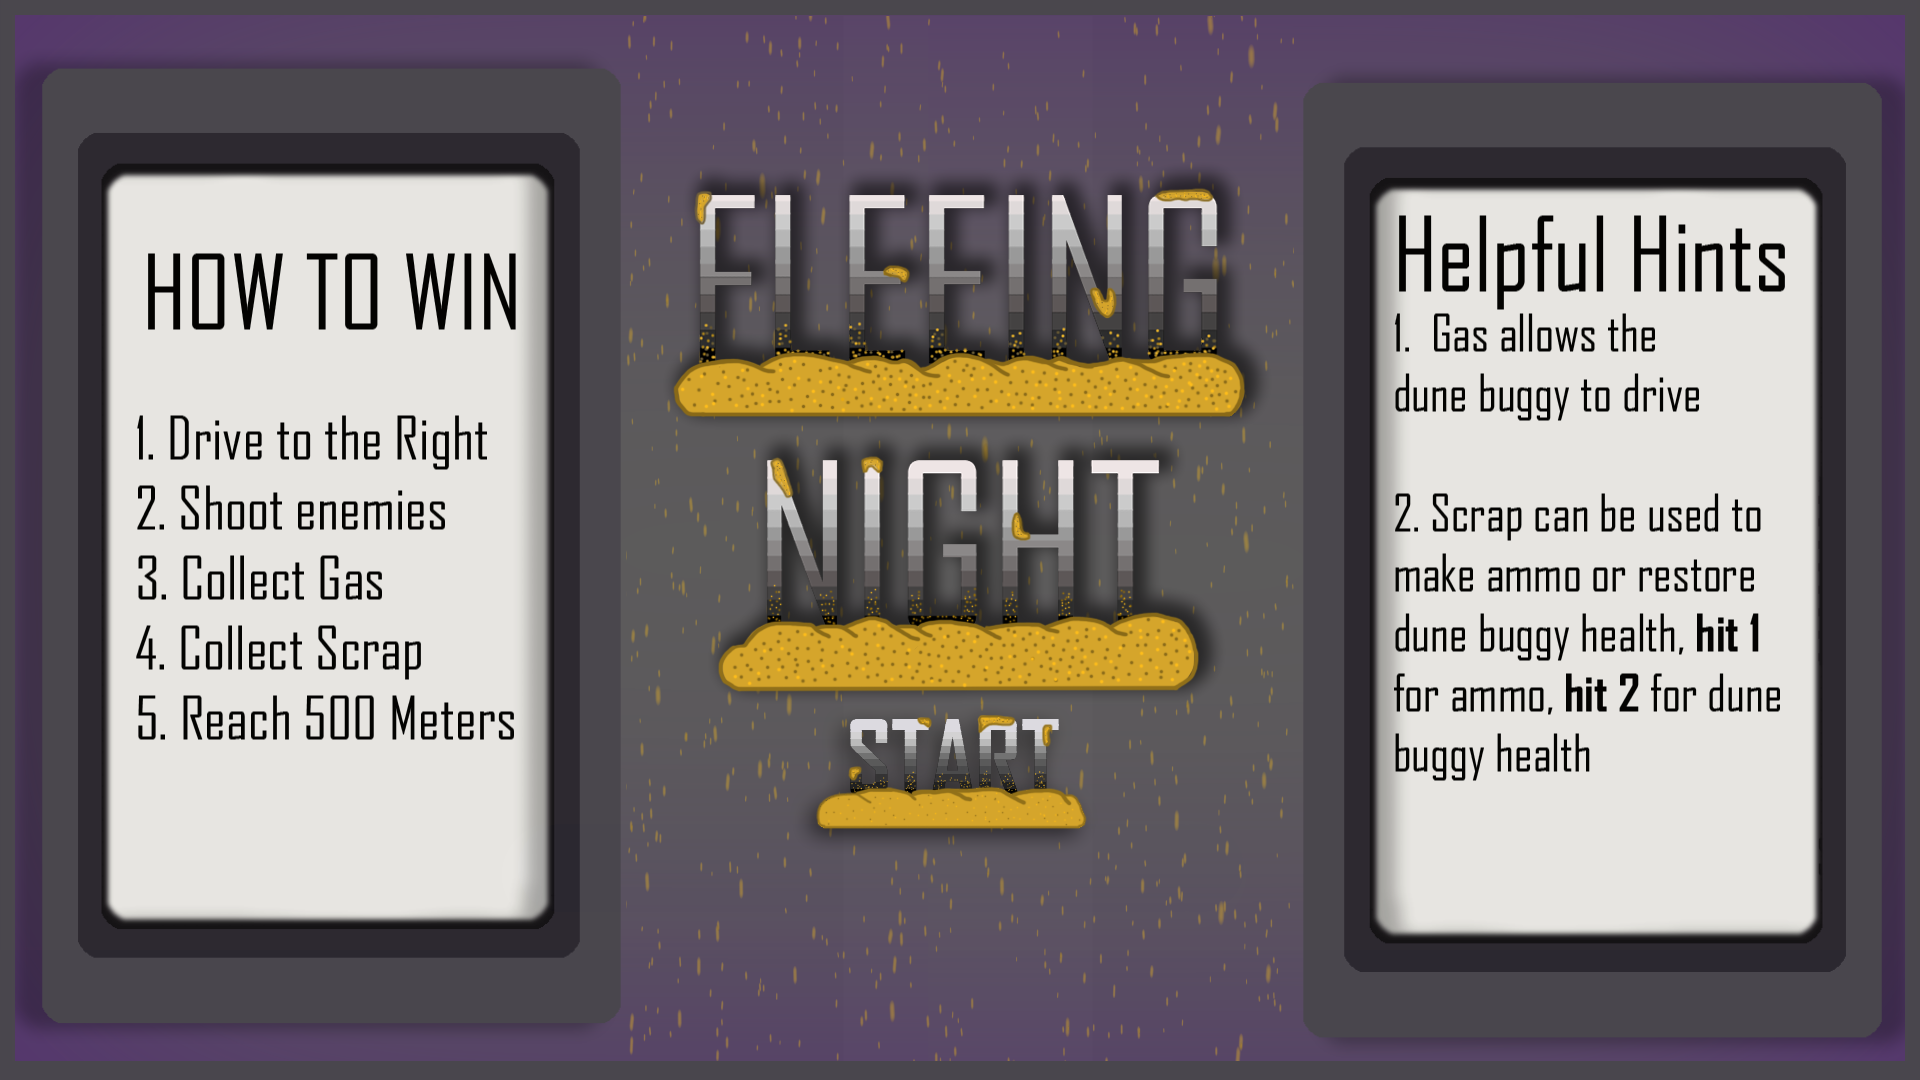 HOW TO WIN
1. Drive to the Right
2. Shoot enemies
3. Collect Gas
4. Collect Scrap
5. Reach 500 Meters
FLEEING
NIGHT
START
Helpful Hints
1. Gas allows the
dune buggy to drive
2. Scrap can be used to
make ammo or restore
dune buggy health, hit 1
for ammo, hit 2 for dune
buggy health